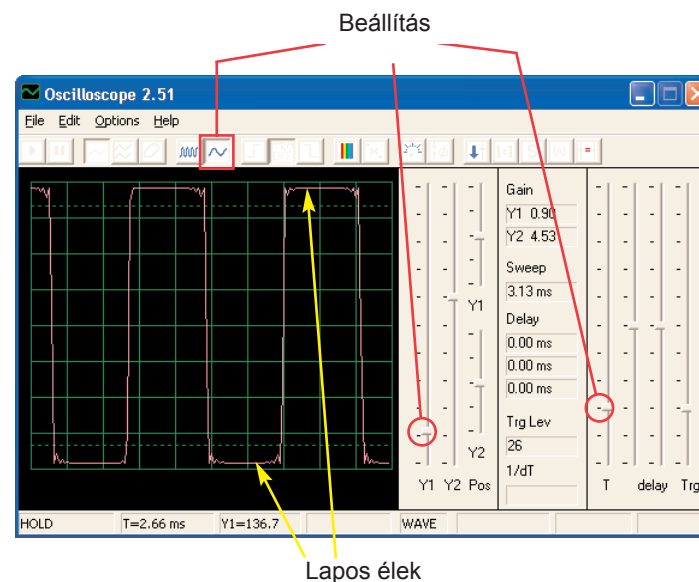 Beállítás
Oscilloscope 2.51
File Edit Options Help
Gain
Y1 0.90
Y2 4.53
Sweep
3.13 ms
Delay
0.00 ms
0.00 ms
0.00 ms
Trg Lev
26
1/dT
Y1
Y2
Y1 Y2 Pos
T delay Trg
HOLD T=2.66 ms Y1=136.7 WAVE
Lapos élek